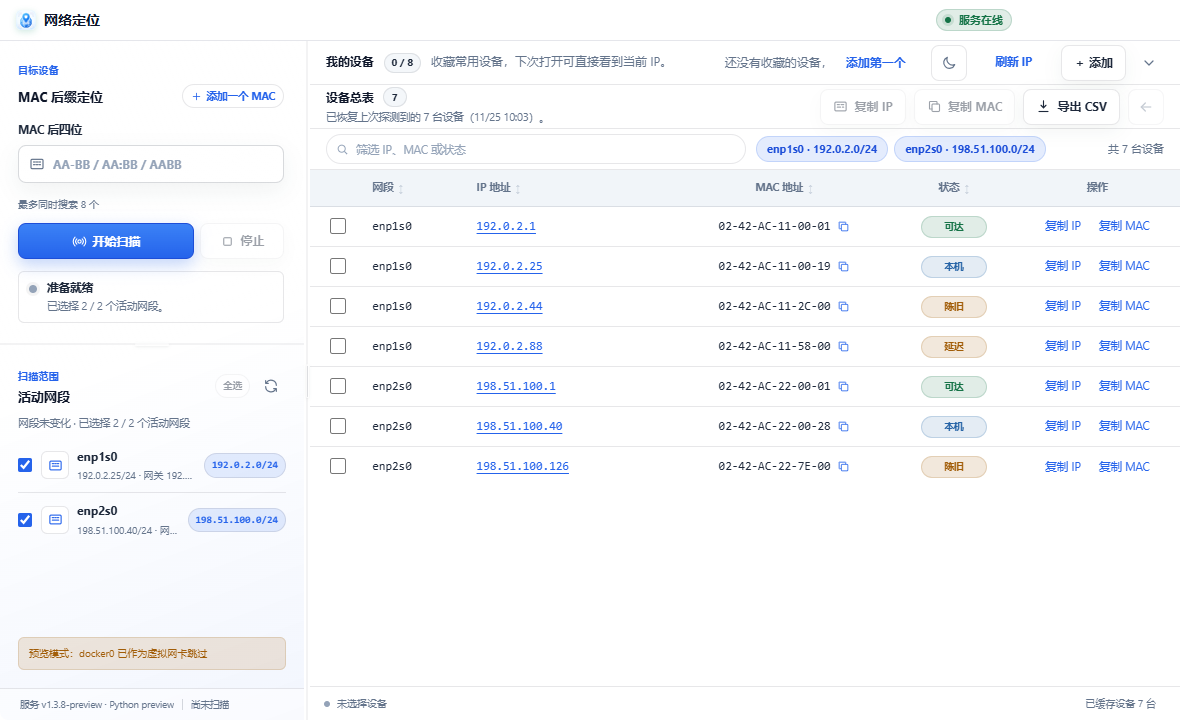 网络定位
服务在线
目标设备
MAC 后缀定位
+ 添加一个 MAC
MAC 后四位
AA-BB / AA:BB / AABB
最多同时搜索 8 个
开始扫描
停止
准备就绪
已选择 2 / 2 个活动网段。
扫描范围
活动网段
全选
网段未变化 · 已选择 2 / 2 个活动网段
enp1s0
192.0.2.25/24 · 网关 192....
192.0.2.0/24
enp2s0
198.51.100.40/24 · 网...
198.51.100.0/24
预览模式：docker0 已作为虚拟网卡跳过
服务 v1.3.8-preview · Python preview
尚未扫描
我的设备
0 / 8
收藏常用设备，下次打开可直接看到当前 IP。
还没有收藏的设备，
添加第一个
刷新 IP
+ 添加
设备总表
7
已恢复上次探测到的 7 台设备（11/25 10:03）。
复制 IP
复制 MAC
导出 CSV
筛选 IP、MAC 或状态
enp1s0 · 192.0.2.0/24
enp2s0 · 198.51.100.0/24
共 7 台设备
网段 IP 地址 MAC 地址 状态 操作
enp1s0 192.0.2.1 02-42-AC-11-00-01 可达 复制 IP 复制 MAC
enp1s0 192.0.2.25 02-42-AC-11-00-19 本机 复制 IP 复制 MAC
enp1s0 192.0.2.44 02-42-AC-11-2C-00 陈旧 复制 IP 复制 MAC
enp1s0 192.0.2.88 02-42-AC-11-58-00 延迟 复制 IP 复制 MAC
enp2s0 198.51.100.1 02-42-AC-22-00-01 可达 复制 IP 复制 MAC
enp2s0 198.51.100.40 02-42-AC-22-00-28 本机 复制 IP 复制 MAC
enp2s0 198.51.100.126 02-42-AC-22-7E-00 陈旧 复制 IP 复制 MAC
未选择设备
已缓存设备 7 台